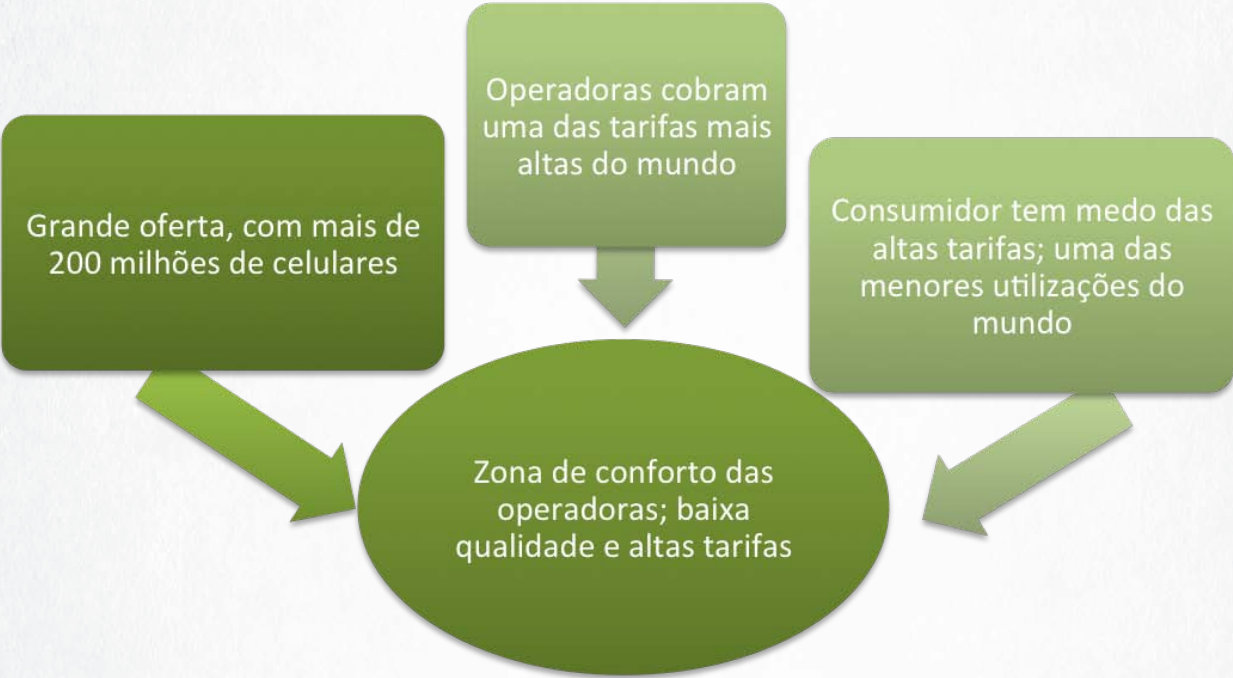 Operadoras cobram
uma das tarifas mais
altas do mundo
Grande oferta, com mais de
200 milhões de celulares
Consumidor tem medo das
altas tarifas; uma das
menores utilizações do
mundo
Zona de conforto das
operadoras; baixa
qualidade e altas tarifas